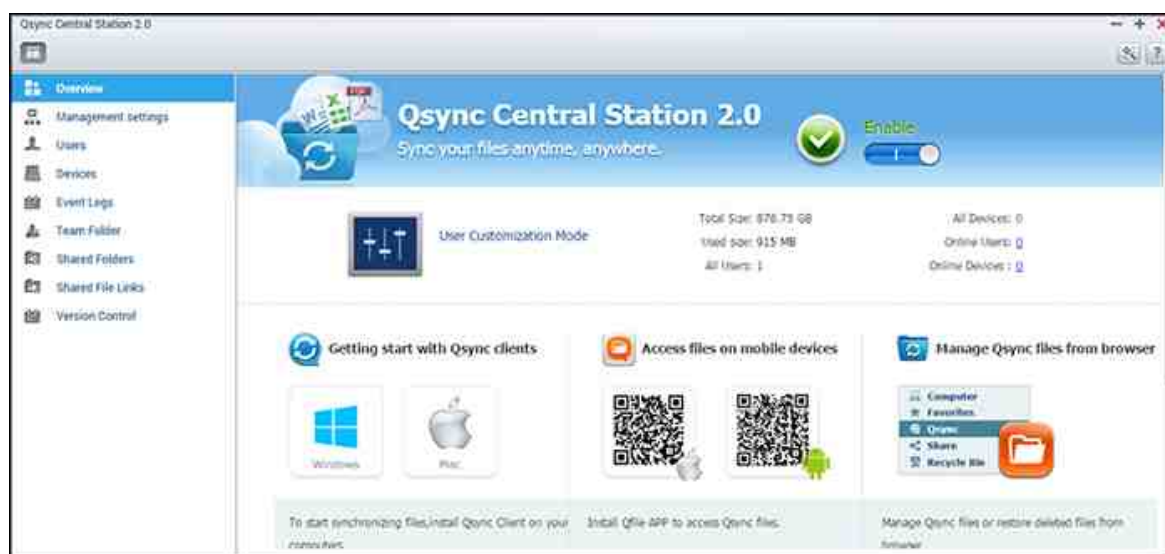 Qsync Central Station 2.0
Overview
Management settings
Users
Devices
Event Logs
Team Folder
Shared Folders
Shared File Links
Version Control
Qsync Central Station 2.0
Sync your files anytime, anywhere.
Enable
User Customization Mode
Total Size: 878.75 GB
Used size: 915 MB
All Users: 1
All Devices: 0
Online Users: 0
Online Devices : 0
Getting start with Qsync clients
Windows
Mac
To start synchronizing files,install Qsync Client on your
computers.
Access files on mobile devices
Install Qfile APP to access Qsync files.
Manage Qsync files from browser
Computer
Favorites
Qsync
Share
Recycle Bin
Manage Qsync files or restore deleted files from
browser.